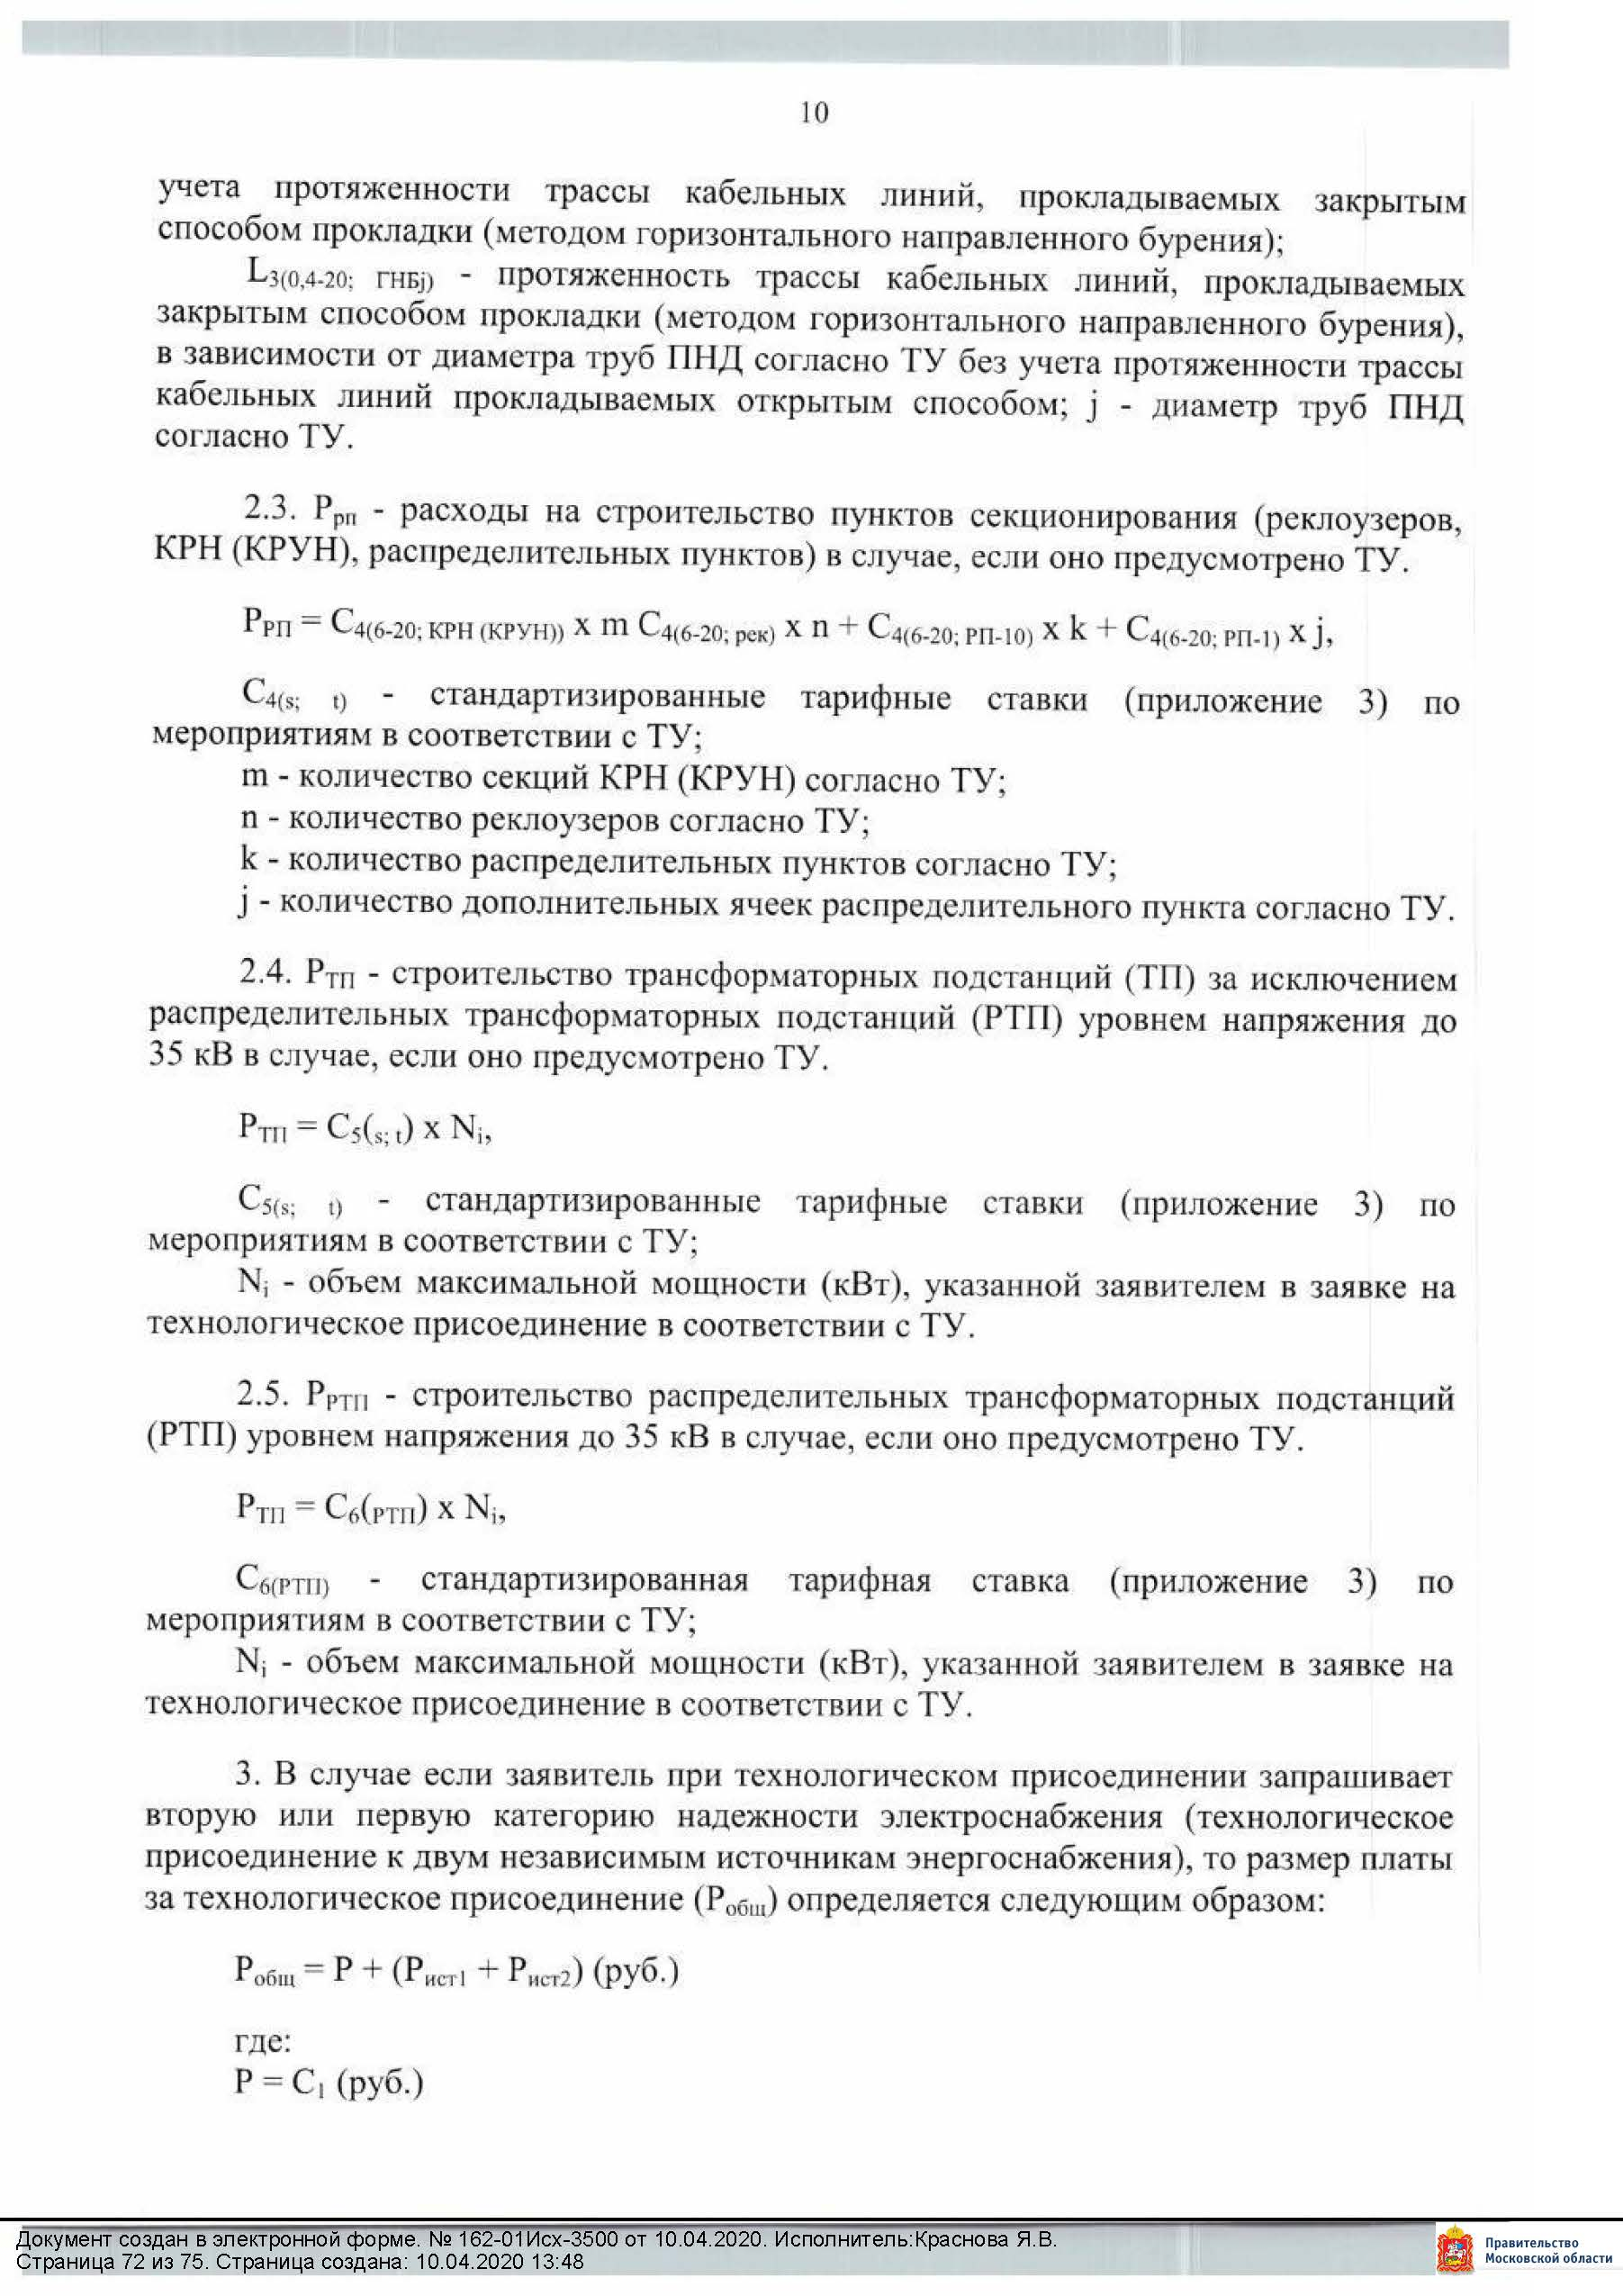 10
учета протяженности трассы кабельных линий, прокладываемых закрытым
способом прокладки (методом горизонтального направленного бурения);
L3(0,4-20; ГНБj) - протяженность трассы кабельных линий, прокладываемых
закрытым способом прокладки (методом горизонтального направленного бурения),
в зависимости от диаметра труб ПНД согласно ТУ без учета протяженности трассы
кабельных линий прокладываемых открытым способом; j - диаметр труб ПНД
согласно ТУ.
2.3. Pрп - расходы на строительство пунктов секционирования (реклоузеров,
КРН (КРУН), распределительных пунктов) в случае, если оно предусмотрено ТУ.
PРП = C4(6-20; КРН (КРУН)) x m C4(6-20; рек) x n + C4(6-20; РП-10) x k + C4(6-20; РП-1) x j,
C4(s; t) - стандартизированные тарифные ставки (приложение 3) по
мероприятиям в соответствии с ТУ;
m - количество секций КРН (КРУН) согласно ТУ;
n - количество реклоузеров согласно ТУ;
k - количество распределительных пунктов согласно ТУ;
j - количество дополнительных ячеек распределительного пункта согласно ТУ.
2.4. PТП - строительство трансформаторных подстанций (ТП) за исключением
распределительных трансформаторных подстанций (РТП) уровнем напряжения до
35 кВ в случае, если оно предусмотрено ТУ.
PТП = C5(s; t) x Ni,
C5(s; t) - стандартизированные тарифные ставки (приложение 3) по
мероприятиям в соответствии с ТУ;
Ni - объем максимальной мощности (кВт), указанной заявителем в заявке на
технологическое присоединение в соответствии с ТУ.
2.5. PРТП - строительство распределительных трансформаторных подстанций
(РТП) уровнем напряжения до 35 кВ в случае, если оно предусмотрено ТУ.
PТП = C6(РТП) x Ni,
C6(РТП) - стандартизированная тарифная ставка (приложение 3) по
мероприятиям в соответствии с ТУ;
Ni - объем максимальной мощности (кВт), указанной заявителем в заявке на
технологическое присоединение в соответствии с ТУ.
3. В случае если заявитель при технологическом присоединении запрашивает
вторую или первую категорию надежности электроснабжения (технологическое
присоединение к двум независимым источникам энергоснабжения), то размер платы
за технологическое присоединение (Pобщ) определяется следующим образом:
Pобщ = P + (Pист1 + Pист2) (руб.)
где:
P = C1 (руб.)
Документ создан в электронной форме. № 162-01Исх-3500 от 10.04.2020. Исполнитель:Краснова Я.В.
Страница 72 из 75. Страница создана: 10.04.2020 13:48
Правительство
Московской области